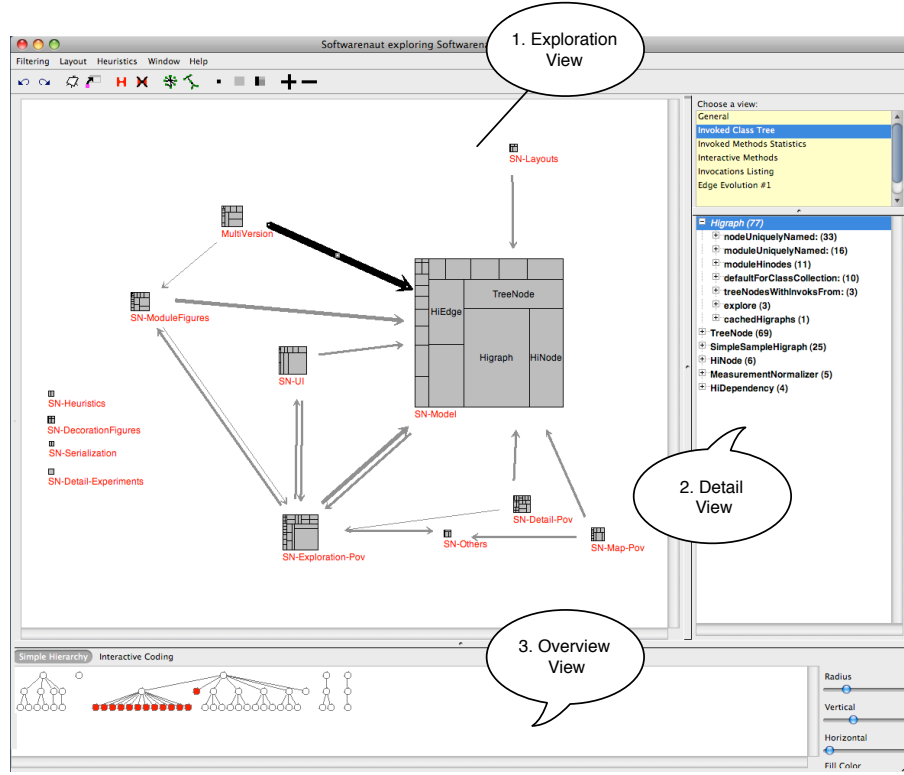 Softwarenaut exploring Softwarena
1. Exploration
View
Filtering Layout Heuristics Window Help
H H
Choose a view:
General
Invoked Class Tree
Invoked Methods Statistics
Interactive Methods
Invocations Listing
Edge Evolution #1
SN-Layouts
MultiVersion
SN-ModuleFigures
TreeNode
HiEdge
Higraph
HiNode
SN-UI
SN-Model
SN-Heuristics
SN-DecorationFigures
SN-Serialization
SN-Detail-Experiments
SN-Detail-Pov
SN-Exploration-Pov
SN-Others
SN-Map-Pov
Higraph (77)
nodeUniquelyNamed: (33)
moduleUniquelyNamed: (16)
moduleHinodes (11)
defaultForClassCollection: (10)
treeNodesWithInvoksFrom: (3)
explore (3)
cachedHigraphs (1)
TreeNode (69)
SimpleSampleHigraph (25)
HiNode (6)
MeasurementNormalizer (5)
HiDependency (4)
2. Detail
View
3. Overview
View
Simple Hierarchy Interactive Coding
Radius
Vertical
Horizontal
Fill Color